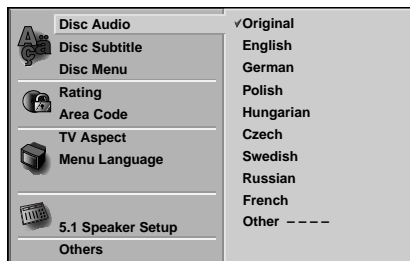 Disc Audio
Disc Subtitle
Disc Menu
Rating
Area Code
TV Aspect
Menu Language
5.1 Speaker Setup
Others
✓Original
English
German
Polish
Hungarian
Czech
Swedish
Russian
French
Other – – – –